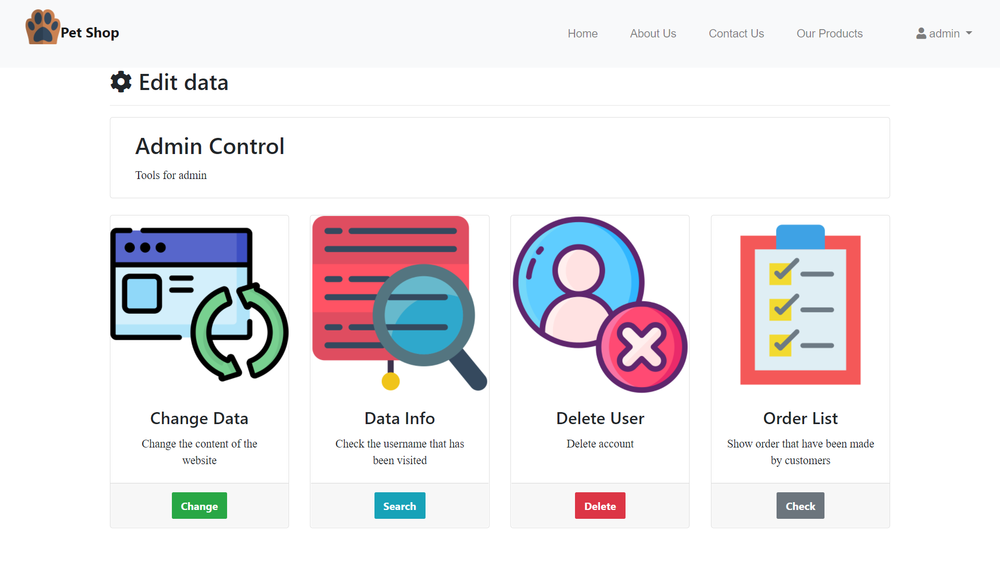 Pet Shop
Home
About Us
Contact Us
Our Products
admin
Edit data
Admin Control
Tools for admin
Change Data
Change the content of the
website
Change
Data Info
Check the username that has
been visited
Search
Delete User
Delete account
Delete
Order List
Show order that have been made
by customers
Check